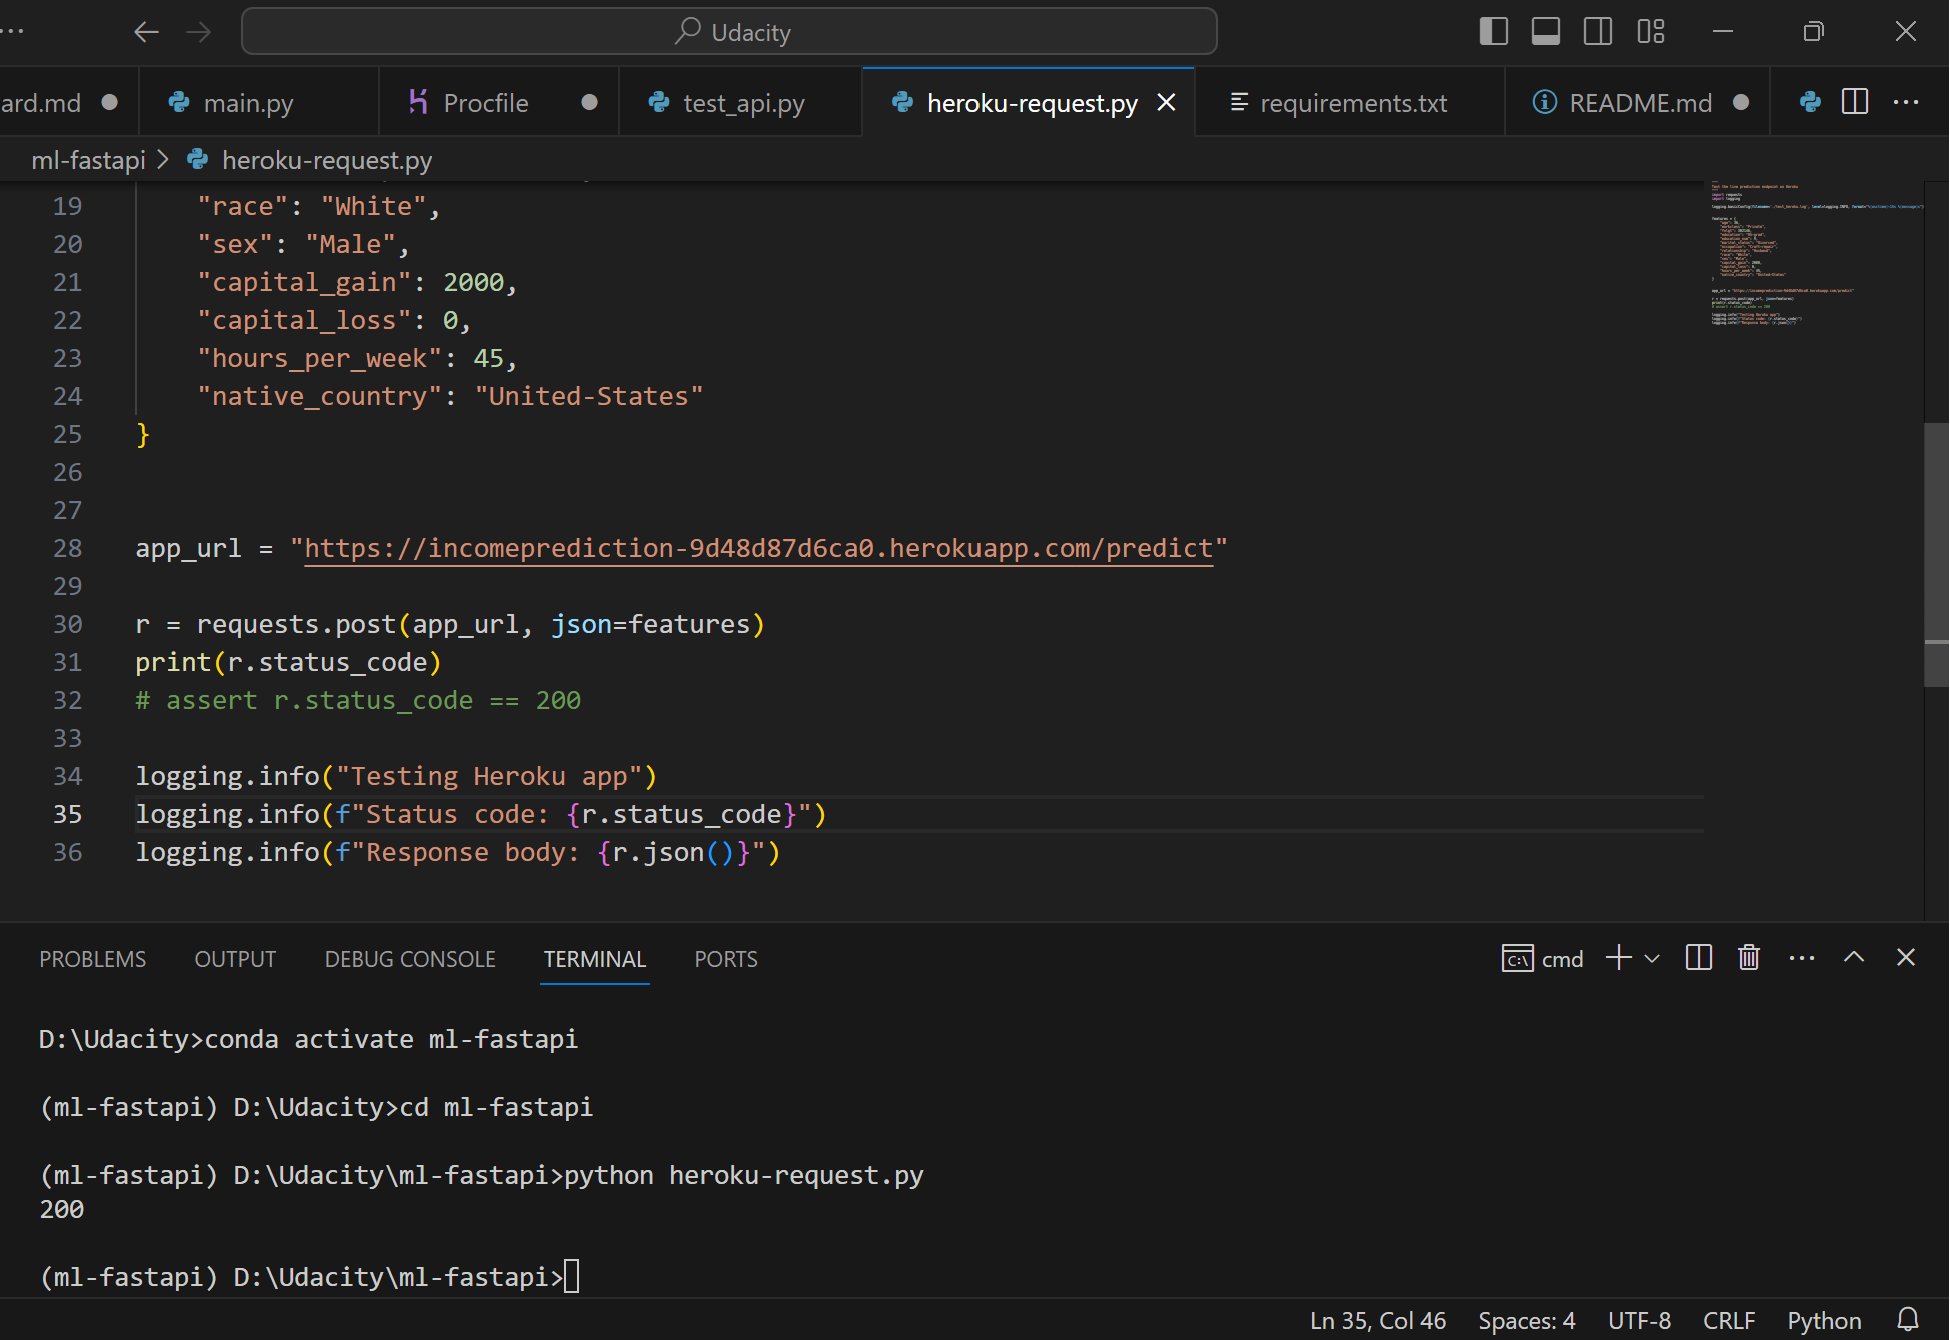 Udacity
ard.md
main.py
Procfile
test_api.py
heroku-request.py
requirements.txt
README.md
ml-fastapi > heroku-request.py
19 "race": "White",
20 "sex": "Male",
21 "capital_gain": 2000,
22 "capital_loss": 0,
23 "hours_per_week": 45,
24 "native_country": "United-States"
25 }
26
27
28 app_url = "https://incomeprediction-9d48d87d6ca0.herokuapp.com/predict"
29
30 r = requests.post(app_url, json=features)
31 print(r.status_code)
32 # assert r.status_code == 200
33
34 logging.info("Testing Heroku app")
35 logging.info(f"Status code: {r.status_code}")
36 logging.info(f"Response body: {r.json()}")
PROBLEMS OUTPUT DEBUG CONSOLE TERMINAL PORTS
cmd
D:\Udacity>conda activate ml-fastapi
(ml-fastapi) D:\Udacity>cd ml-fastapi
(ml-fastapi) D:\Udacity\ml-fastapi>python heroku-request.py
200
(ml-fastapi) D:\Udacity\ml-fastapi>
Ln 35, Col 46 Spaces: 4 UTF-8 CRLF Python